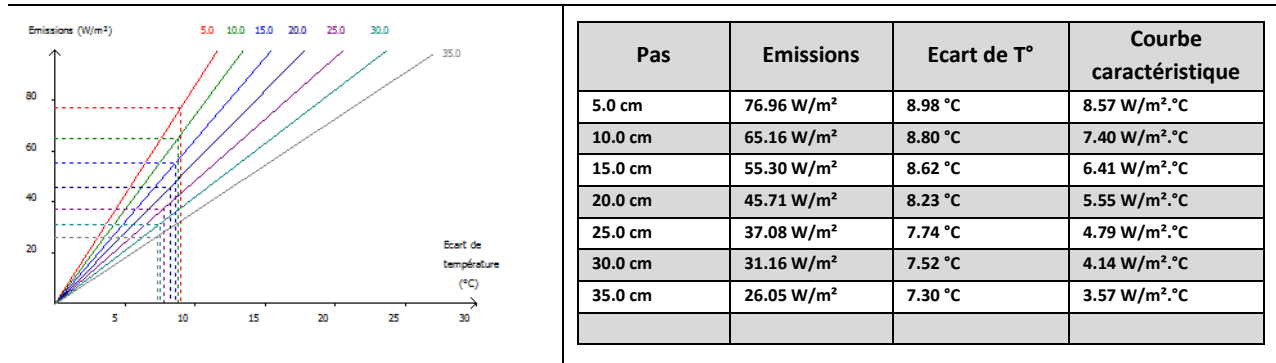 Emissions (W/m²)
5.0 10.0 15.0 20.0 25.0 30.0
35.0
80
60
40
20
Ecart de
température
(°C)
5 10 15 20 25 30
Pas Emissions Ecart de T° Courbe
caractéristique
5.0 cm 76.96 W/m² 8.98 °C 8.57 W/m².°C
10.0 cm 65.16 W/m² 8.80 °C 7.40 W/m².°C
15.0 cm 55.30 W/m² 8.62 °C 6.41 W/m².°C
20.0 cm 45.71 W/m² 8.23 °C 5.55 W/m².°C
25.0 cm 37.08 W/m² 7.74 °C 4.79 W/m².°C
30.0 cm 31.16 W/m² 7.52 °C 4.14 W/m².°C
35.0 cm 26.05 W/m² 7.30 °C 3.57 W/m².°C